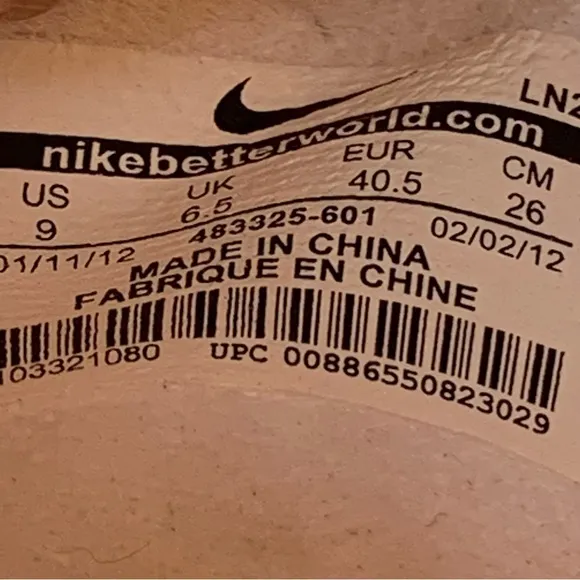 LN2
nikebetterworld.com
US UK EUR CM
9 6.5 40.5 26
01/11/12 483325-601 02/02/12
MADE IN CHINA
FABRIQUE EN CHINE
103321080 UPC 00886550823029